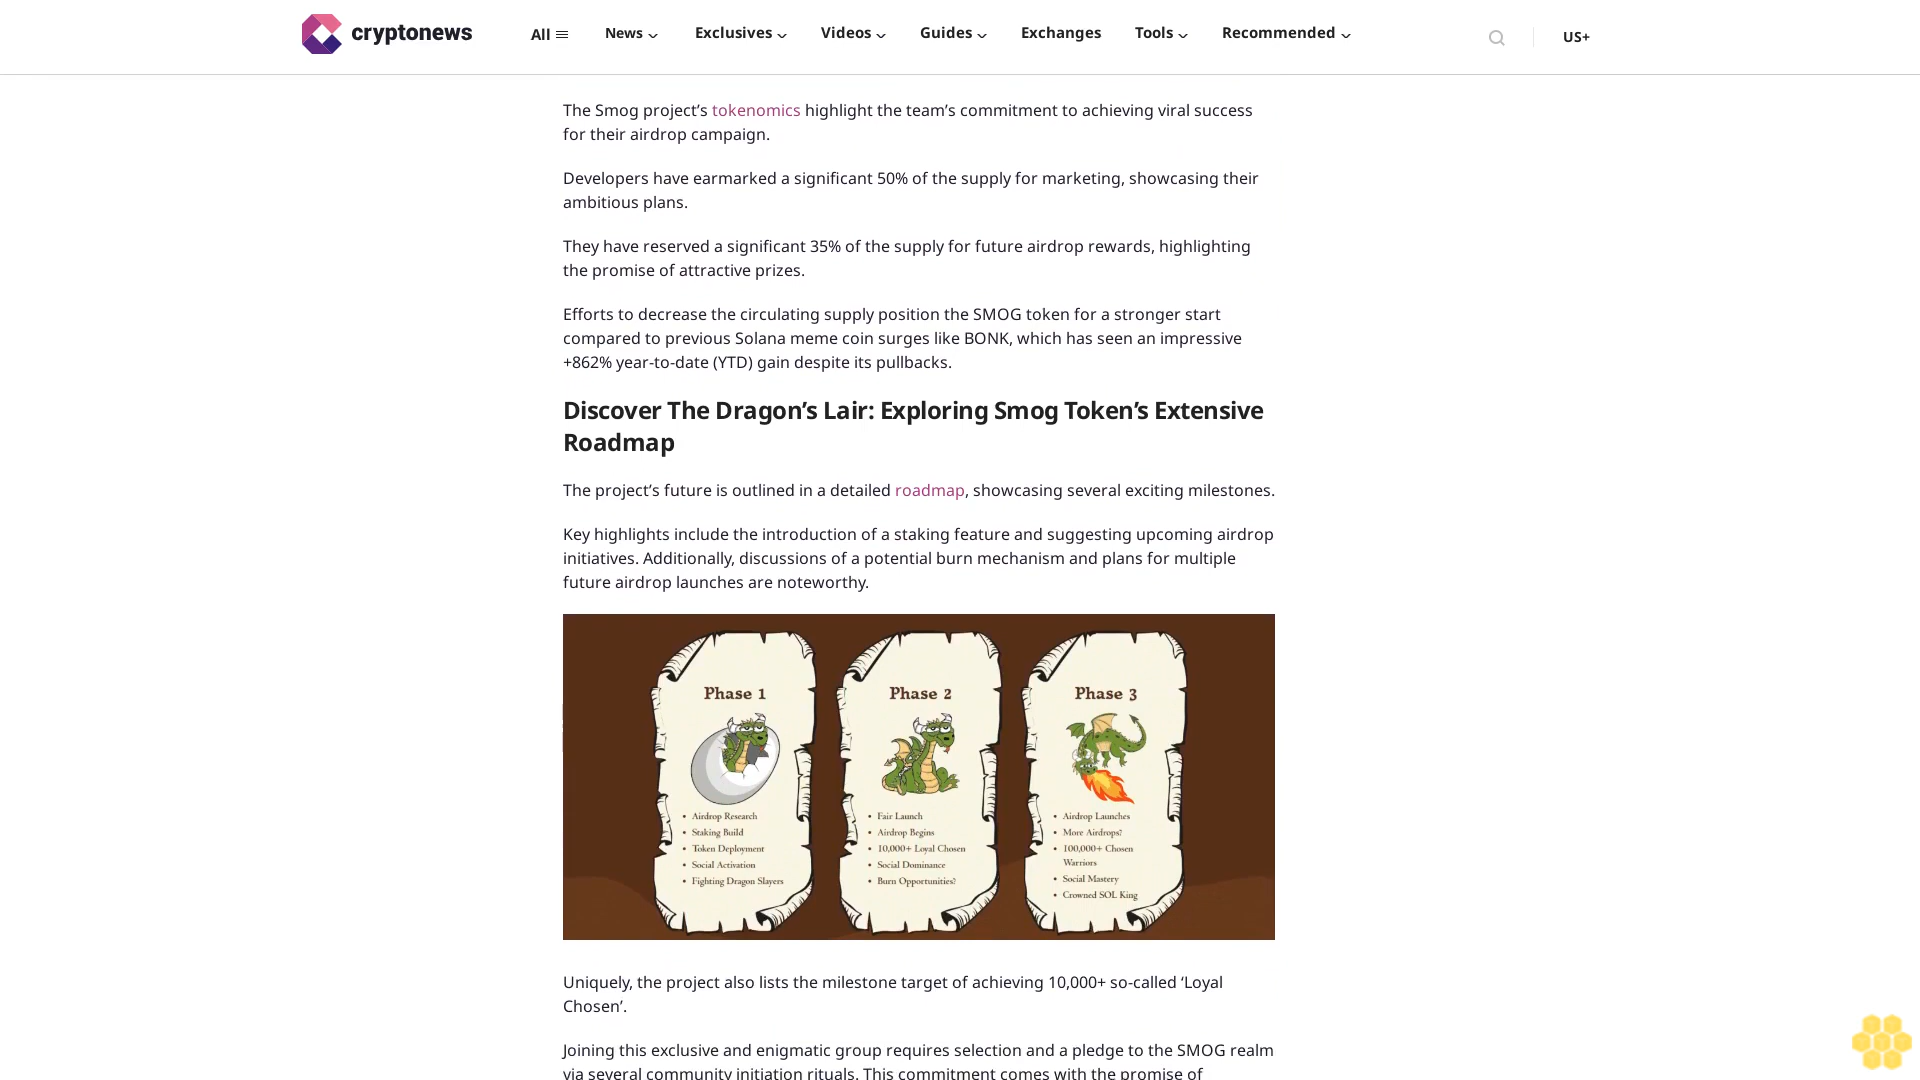 cryptonews
All
News
Exclusives
Videos
Guides
Exchanges
Tools
Recommended
US+
The Smog project’s tokenomics highlight the team’s commitment to achieving viral success
for their airdrop campaign.
Developers have earmarked a significant 50% of the supply for marketing, showcasing their
ambitious plans.
They have reserved a significant 35% of the supply for future airdrop rewards, highlighting
the promise of attractive prizes.
Efforts to decrease the circulating supply position the SMOG token for a stronger start
compared to previous Solana meme coin surges like BONK, which has seen an impressive
+862% year-to-date (YTD) gain despite its pullbacks.
Discover The Dragon’s Lair: Exploring Smog Token’s Extensive
Roadmap
The project’s future is outlined in a detailed roadmap, showcasing several exciting milestones.
Key highlights include the introduction of a staking feature and suggesting upcoming airdrop
initiatives. Additionally, discussions of a potential burn mechanism and plans for multiple
future airdrop launches are noteworthy.
Phase 1
• Airdrop Research
• Staking Build
• Token Deployment
• Social Activation
• Fighting Dragon Slayers
Phase 2
• Fair Launch
• Airdrop Begins
• 10,000+ Loyal Chosen
• Social Dominance
• Burn Opportunities?
Phase 3
• Airdrop Launches
• More Airdrops?
• 100,000+ Chosen
Warriors
• Social Mastery
• Crowned SOL King
Uniquely, the project also lists the milestone target of achieving 10,000+ so-called ‘Loyal
Chosen’.
Joining this exclusive and enigmatic group requires selection and a pledge to the SMOG realm
via several community initiation rituals. This commitment comes with the promise of